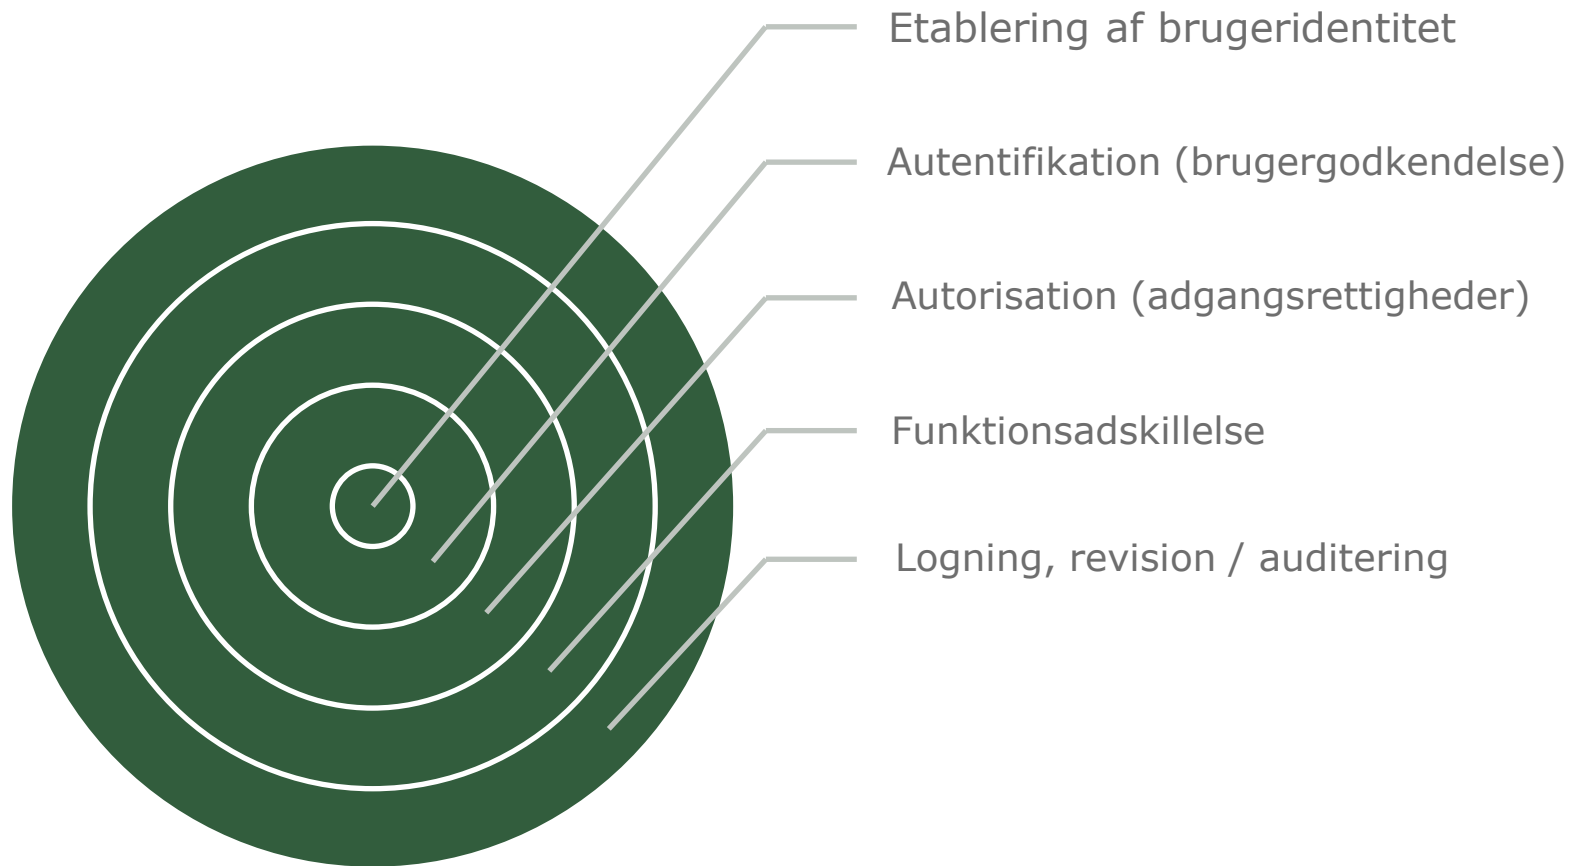 Etablering af brugeridentitet
Autentifikation (brugergodkendelse)
Autorisation (adgangsrettigheder)
Funktionsadskillelse
Logning, revision / auditering